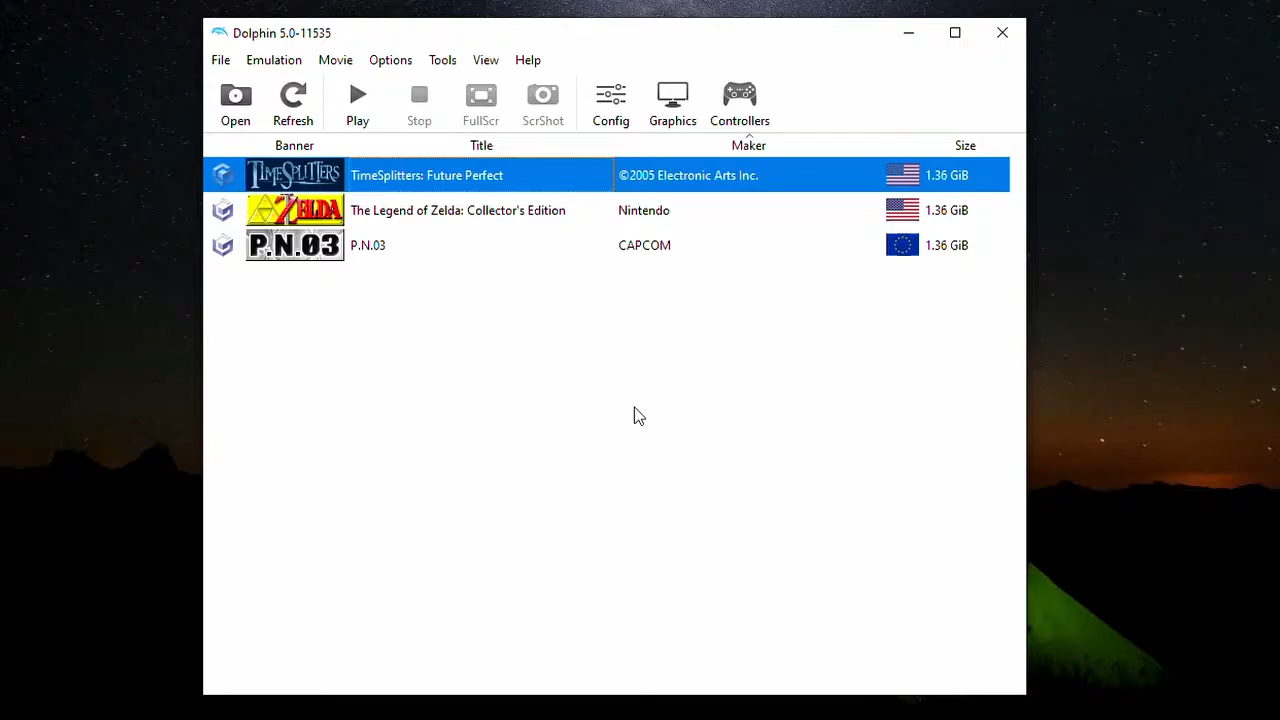 Dolphin 5.0-11535
File Emulation Movie Options Tools View Help
Open Refresh Play Stop FullScr ScrShot Config Graphics Controllers
Banner Title Maker Size
TIMESPLITTERS TimeSplitters: Future Perfect ©2005 Electronic Arts Inc. 1.36 GiB
ZELDA The Legend of Zelda: Collector's Edition Nintendo 1.36 GiB
P.N.03 P.N.03 CAPCOM 1.36 GiB